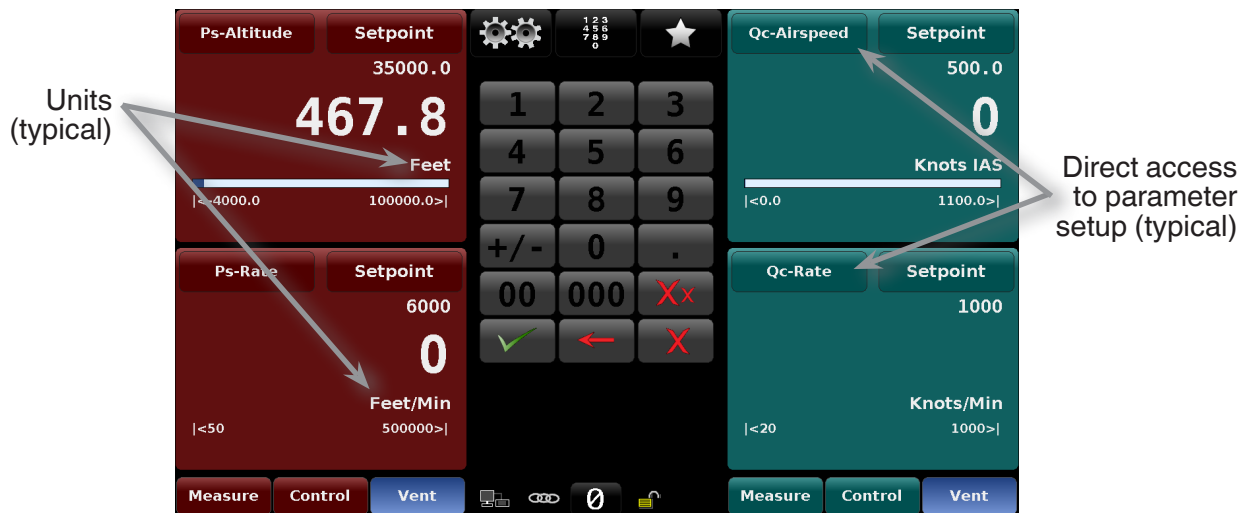 Units
(typical)
Ps-Altitude
Setpoint
35000.0
467.8
Feet
|<-4000.0
100000.0>|
Ps-Rate
Setpoint
6000
0
Feet/Min
|<50
500000>|
Measure
Control
Vent
1 2 3
4 5 6
7 8 9
0
1 2 3
4 5 6
7 8 9
+/- 0 .
00 000 Xx
X
0
Qc-Airspeed
Setpoint
500.0
0
Knots IAS
|<0.0
1100.0>|
Qc-Rate
Setpoint
1000
Knots/Min
|<20
1000>|
Measure
Control
Vent
Direct access
to parameter
setup (typical)